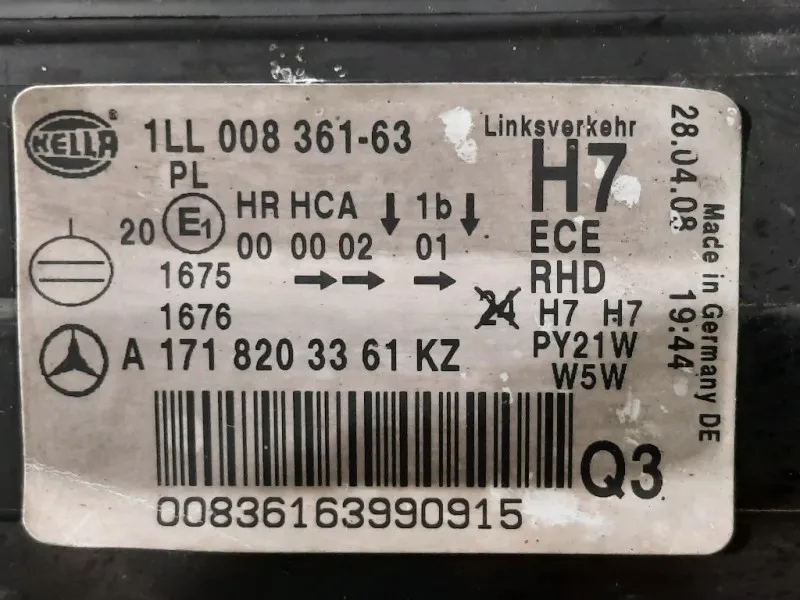 HELLA ®
1LL 008 361-63
Linksverkehr
PL
H7
20 E1 HR HCA ↓ 1b ↓
00 00 02 01
ECE
1675 → → →
RHD
1676
24 H7 H7
A 171 820 33 61 KZ
PY21W
W5W
Q3
00836163990915
28.04.08 19:44
Made in Germany DE